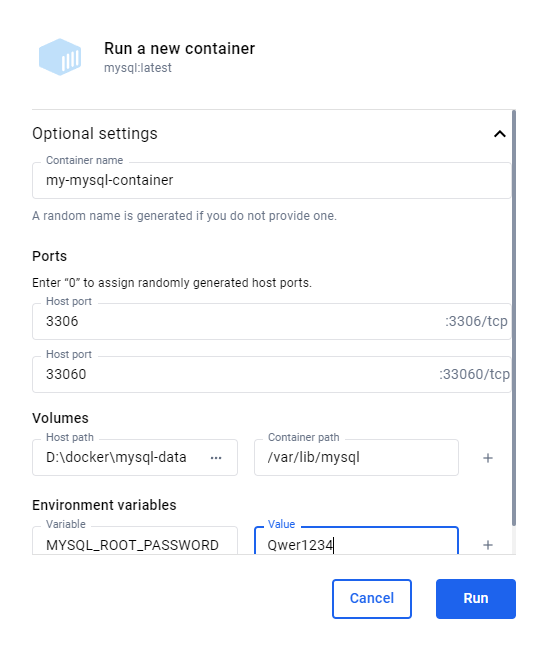 Run a new container
mysql:latest
Optional settings
Container name
my-mysql-container
A random name is generated if you do not provide one.
Ports
Enter “0” to assign randomly generated host ports.
Host port
3306 :3306/tcp
Host port
33060 :33060/tcp
Volumes
Host path Container path
D:\docker\mysql-data ··· /var/lib/mysql +
Environment variables
Variable Value
MYSQL_ROOT_PASSWORD Qwer1234 +
Cancel Run